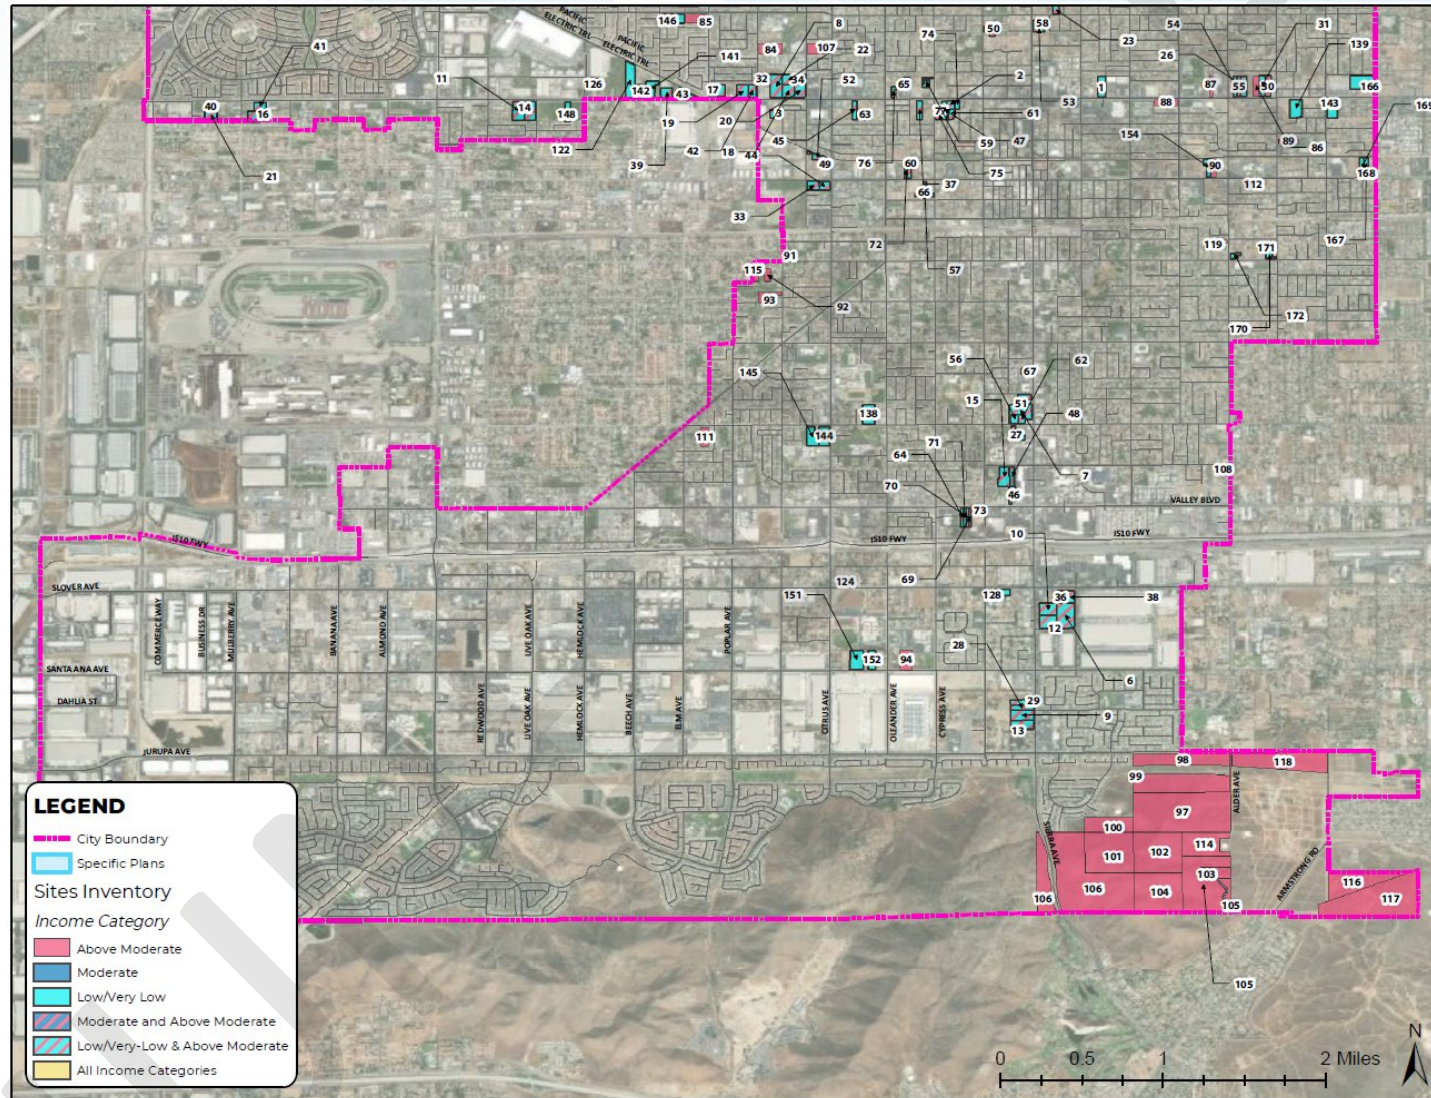 146
85
8
74
58
50
23
54
31
26
139
41
PACIFIC
ELECTRIC TRL
PACIFIC
ELECTRIC TRL
141
84
107
22
11
126
142
43
17
32
34
52
65
2
1
87
55
30
166
40
16
14
148
19
20
3
63
61
53
88
143
169
21
122
39
42
18
44
45
49
76
60
59
47
75
154
90
89
86
168
33
66
37
112
72
57
119
171
167
91
115
92
93
172
170
145
56
62
67
15
51
48
138
111
144
27
7
108
71
64
46
70
73
VALLEY BLVD
10
IS10 FWY
IS10 FWY
IS10 FWY
69
SLOVER AVE
124
128
36
38
151
12
COMMERCE WAY
BUSINESS DR
MULBERRY AVE
BANANA AVE
ALMOND AVE
LIVE OAK AVE
HEMLOCK AVE
POPLAR AVE
28
152
94
SANTA ANA AVE
6
DAHLIA ST
REDWOOD AVE
LIVE OAK AVE
HEMLOCK AVE
BEECH AVE
ELM AVE
CITRUS AVE
OLEANDER AVE
CYPRESS AVE
29
9
13
JURUPA AVE
98
118
99
ALDER AVE
97
100
SIERRA AVE
114
101
102
103
ARMSTRONG RD
116
106
106
104
105
117
105
LEGEND
City Boundary
Specific Plans
Sites Inventory
Income Category
Above Moderate
Moderate
Low/Very Low
Moderate and Above Moderate
Low/Very-Low & Above Moderate
All Income Categories
N
0 0.5 1 2 Miles